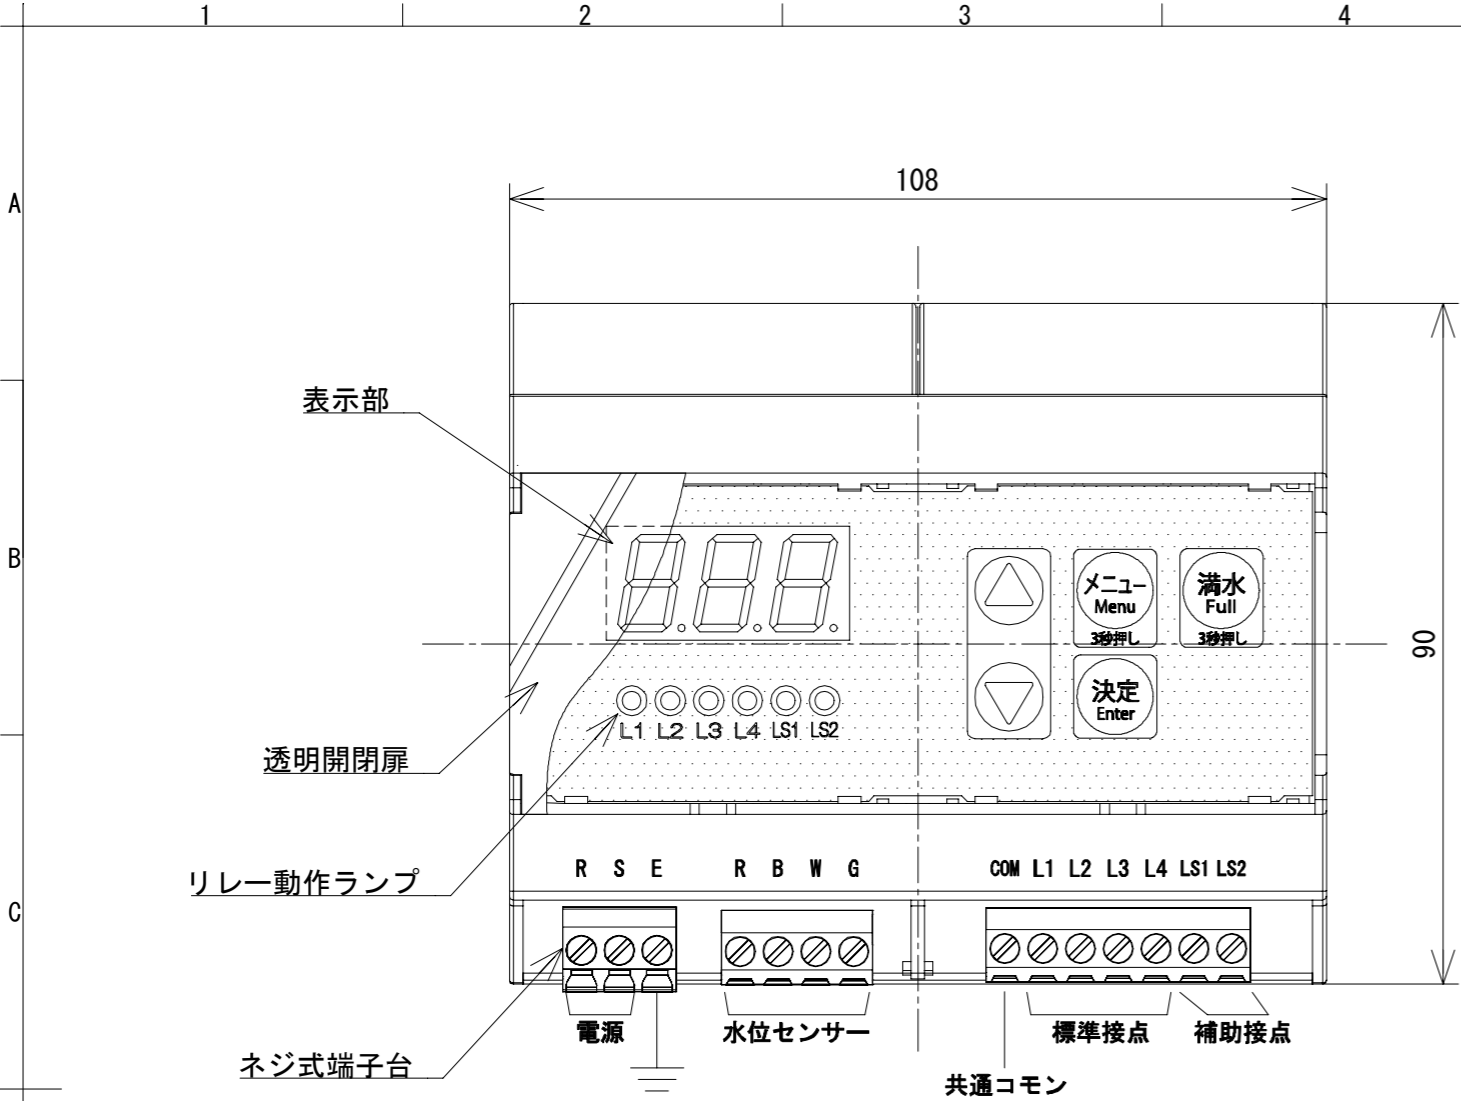 1 2 3 4
A
108
表示部
B
メニュー
Menu
3秒押し
満水
Full
3秒押し
90
決定
Enter
L1 L2 L3 L4 LS1 LS2
透明開閉扉
リレー動作ランプ
R S E R B W G COM L1 L2 L3 L4 LS1 LS2
C
電源 水位センサー 標準接点 補助接点
ネジ式端子台
共通コモン